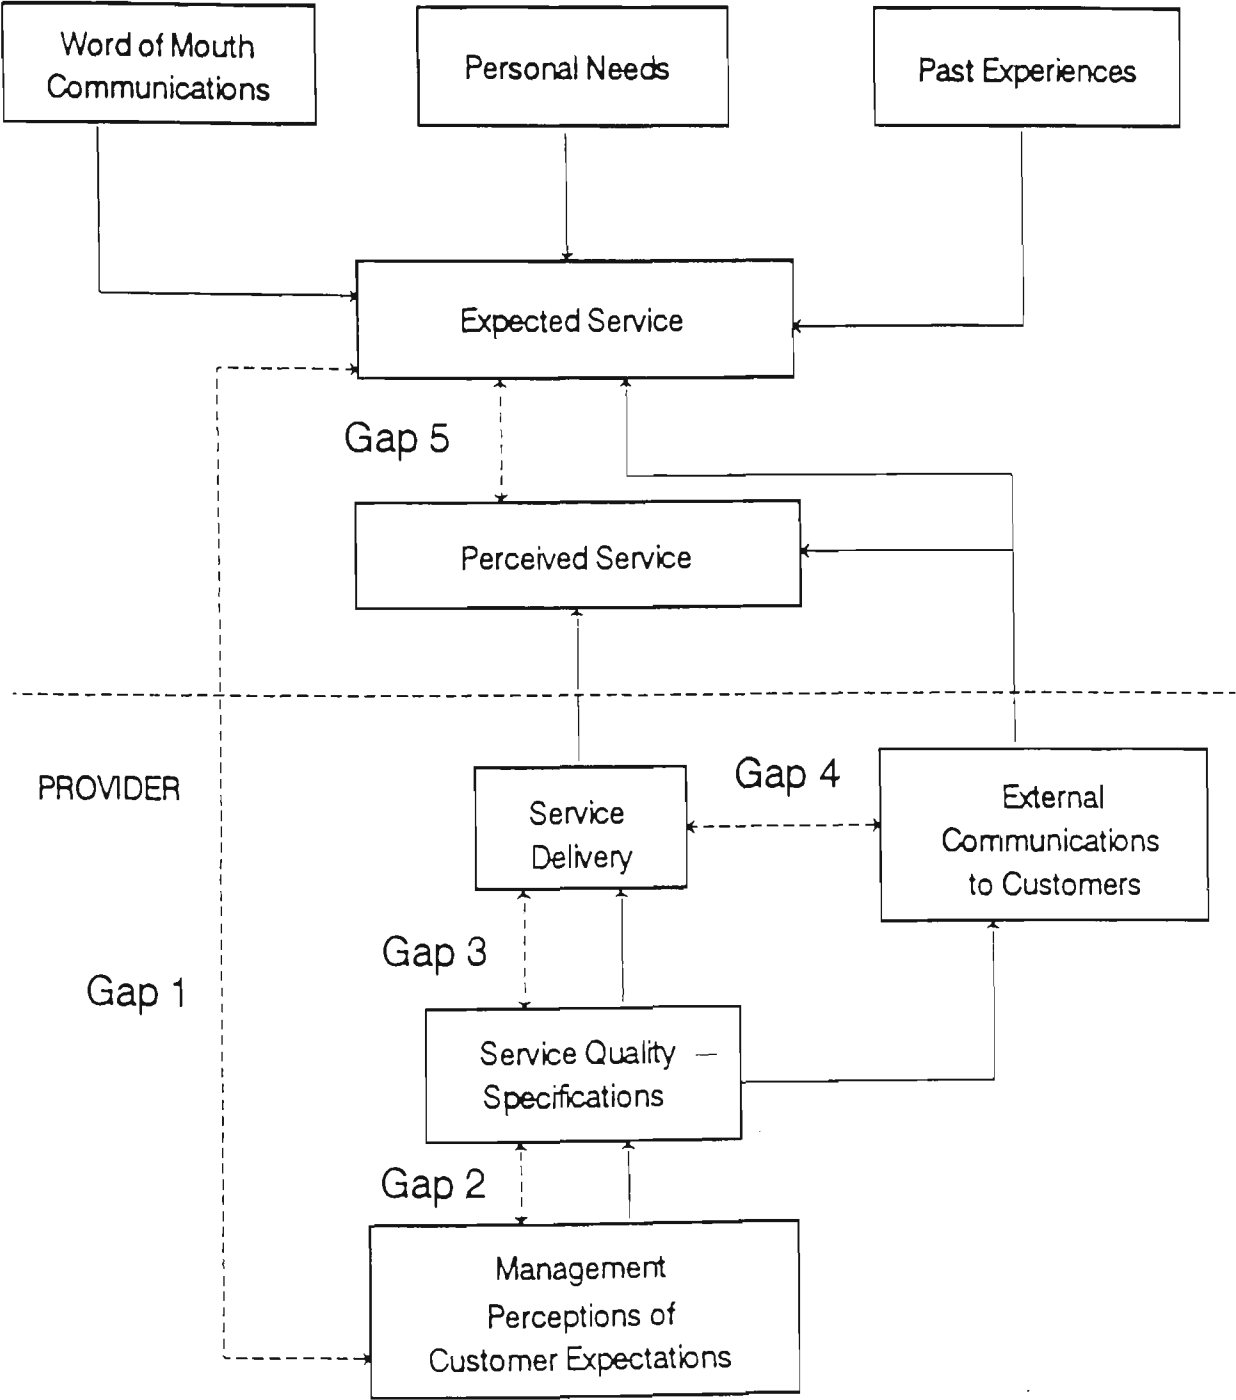 Word of Mouth
Communications
Personal Needs
Past Experiences
Expected Service
Gap 5
Perceived Service
PROVIDER
Service
Delivery
Gap 4
External
Communications
to Customers
Gap 3
Gap 1
Service Quality —
Specifications
Gap 2
Management
Perceptions of
Customer Expectations